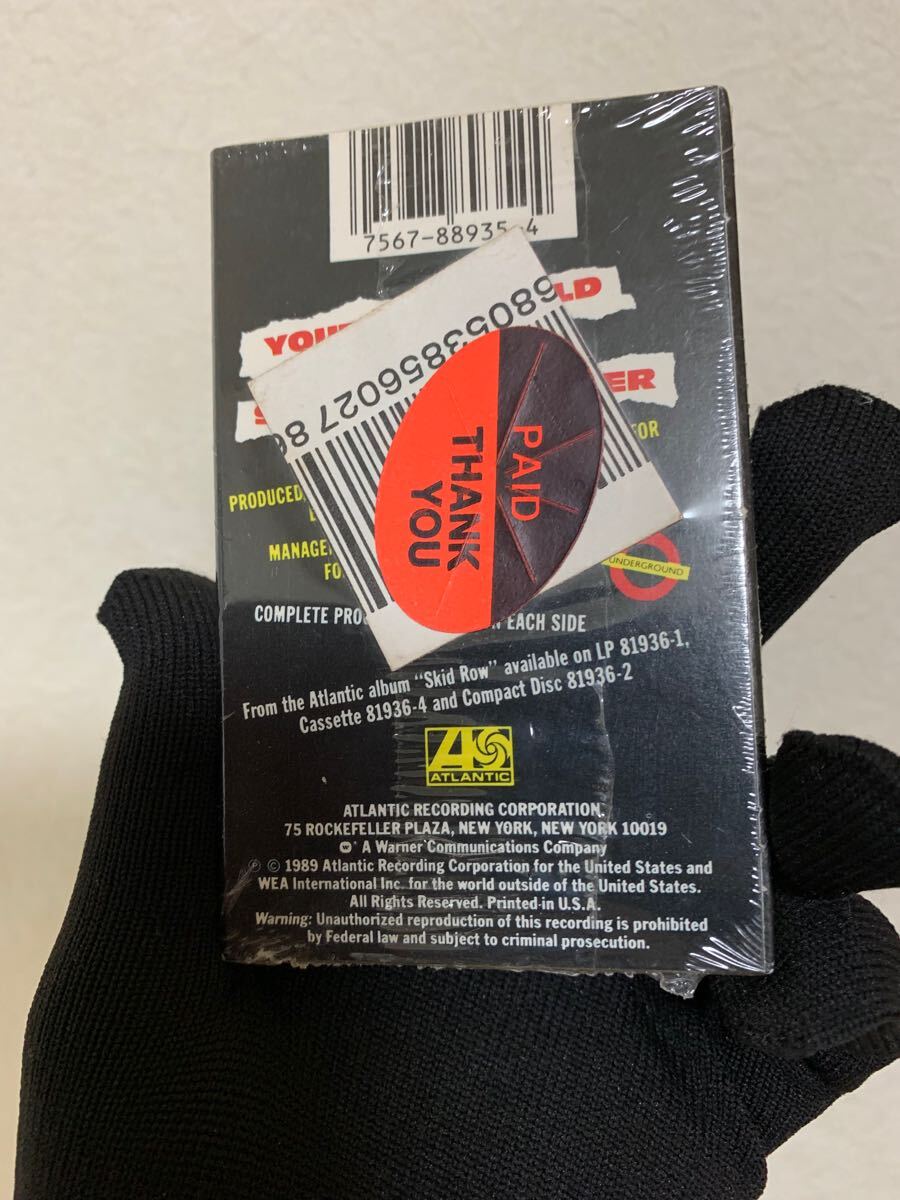 7567-88935-4
LD
ER
68053856027 8
PAID
THANK
YOU
FOR
PRODUCED
MANAGE
FO
UNDERGROUND
COMPLETE PRO
EACH SIDE
From the Atlantic album "Skid Row" available on LP 81936-1,
Cassette 81936-4 and Compact Disc 81936-2
ATLANTIC
ATLANTIC RECORDING CORPORATION,
75 ROCKEFELLER PLAZA, NEW YORK, NEW YORK 10019
A Warner Communications Company
℗ © 1989 Atlantic Recording Corporation for the United States and
WEA International Inc. for the world outside of the United States.
All Rights Reserved. Printed in U.S.A.
Warning: Unauthorized reproduction of this recording is prohibited
by Federal law and subject to criminal prosecution.